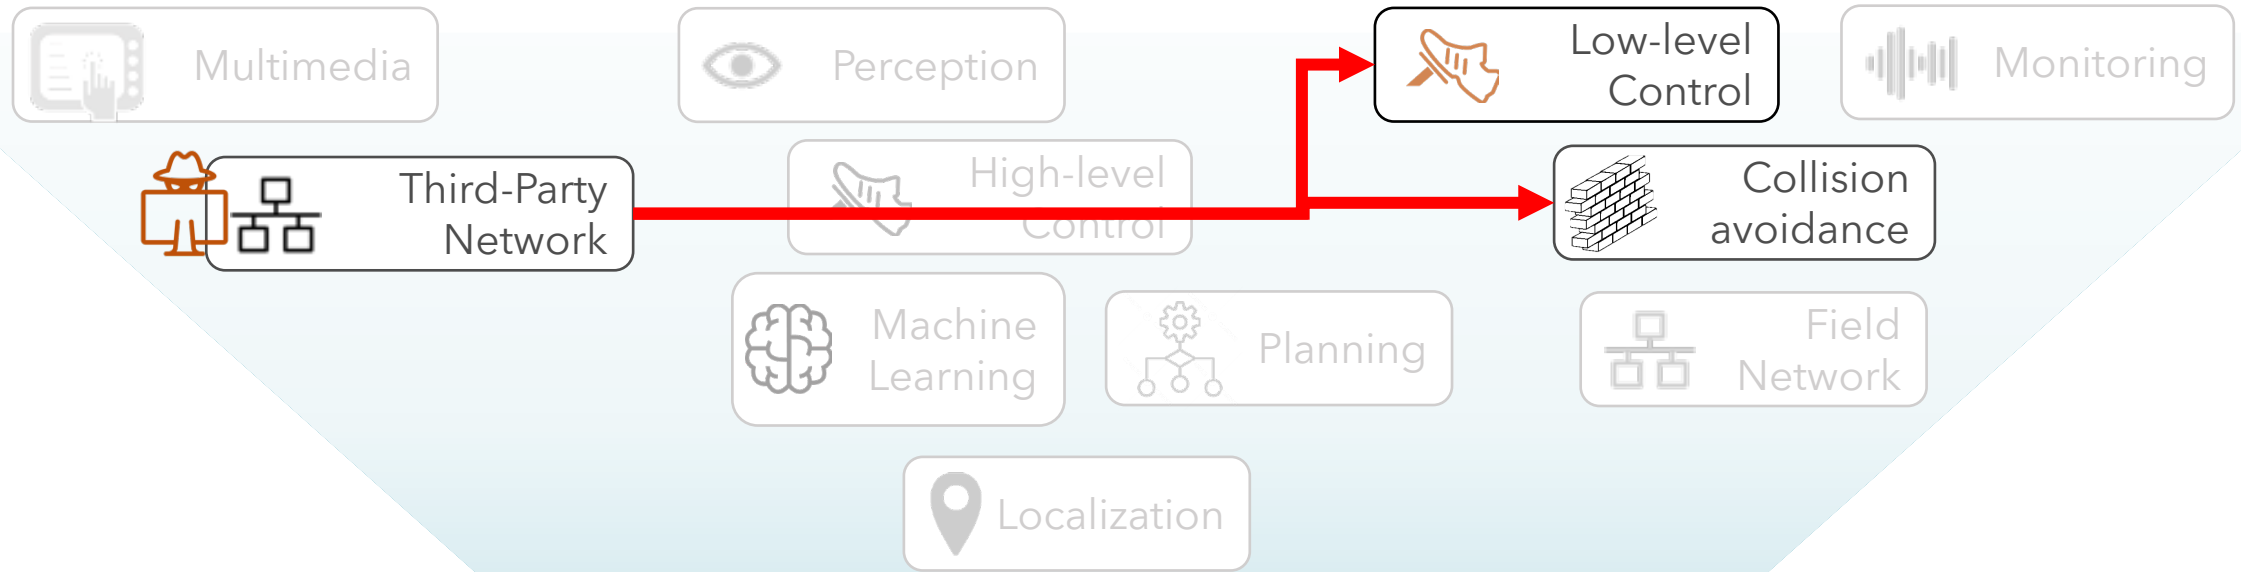 Multimedia
Perception
Low-level
Control
Monitoring
Third-Party
Network
High-level
Control
Collision
avoidance
Machine
Learning
Planning
Field
Network
Localization